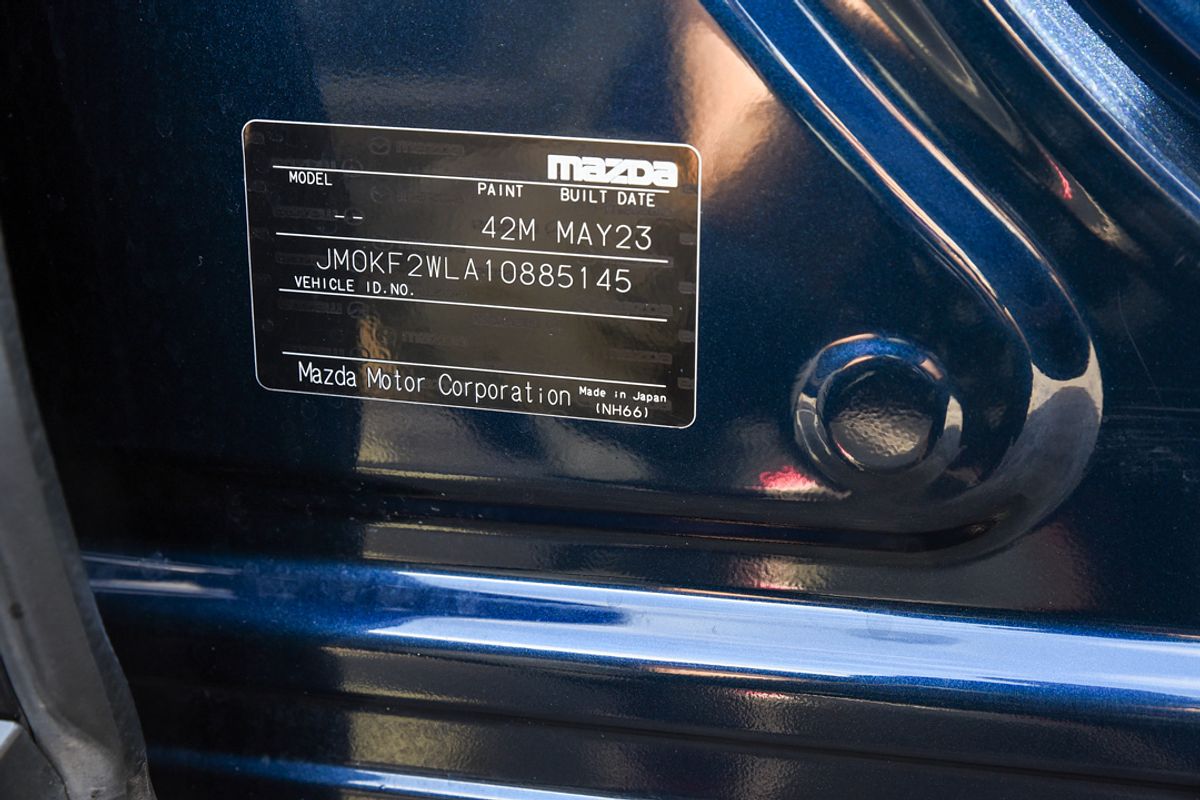 mazda
MODEL PAINT BUILT DATE
-- 42M MAY23
JM0KF2WLA10885145
VEHICLE ID.NO.
Mazda Motor Corporation Made in Japan
(NH66)